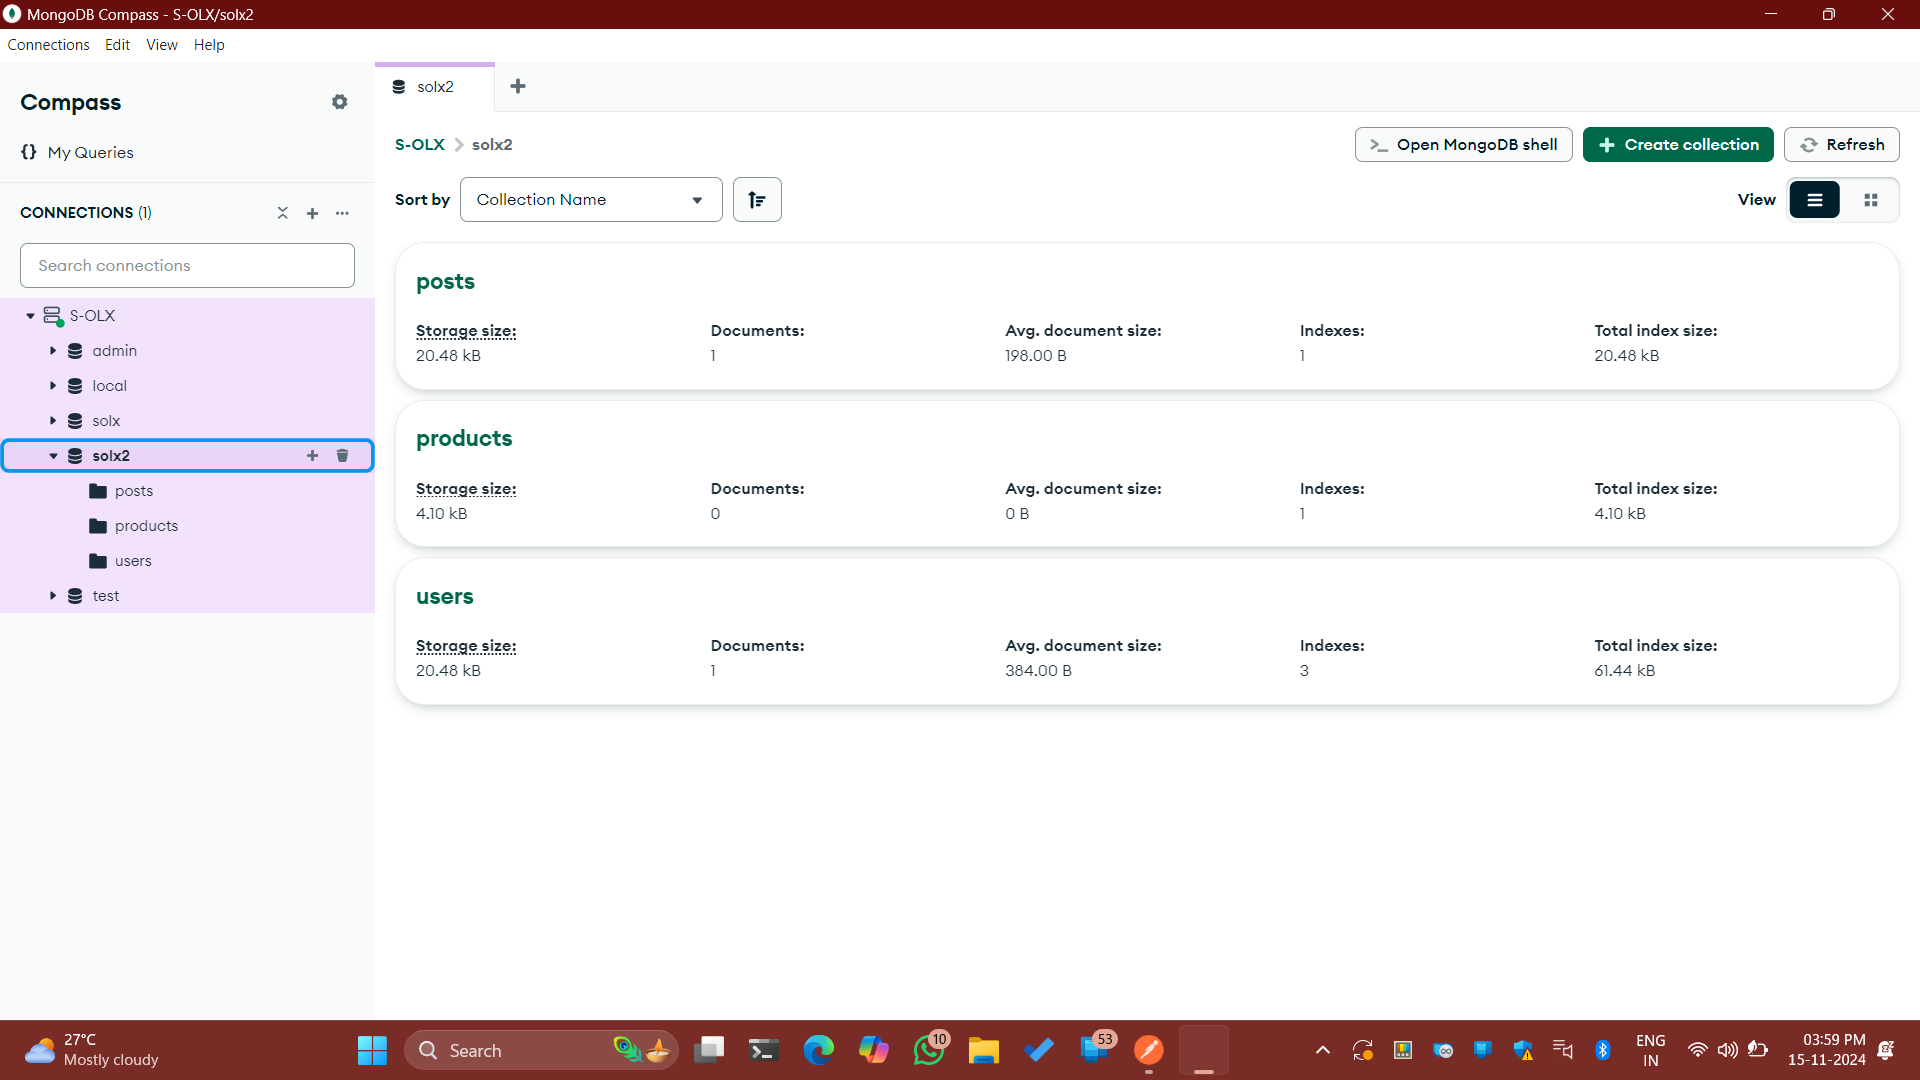 MongoDB Compass - S-OLX/solx2
Connections Edit View Help
Compass
{} My Queries
CONNECTIONS (1)
Search connections
S-OLX
admin
local
solx
solx2
posts
products
users
test
solx2
S-OLX > solx2
>_ Open MongoDB shell
+ Create collection
Refresh
Sort by Collection Name
View
posts
Storage size: Documents: Avg. document size: Indexes: Total index size:
20.48 kB 1 198.00 B 1 20.48 kB
products
Storage size: Documents: Avg. document size: Indexes: Total index size:
4.10 kB 0 0 B 1 4.10 kB
users
Storage size: Documents: Avg. document size: Indexes: Total index size:
20.48 kB 1 384.00 B 3 61.44 kB
27°C
Mostly cloudy
Search
10
53
ENG
IN
03:59 PM
15-11-2024